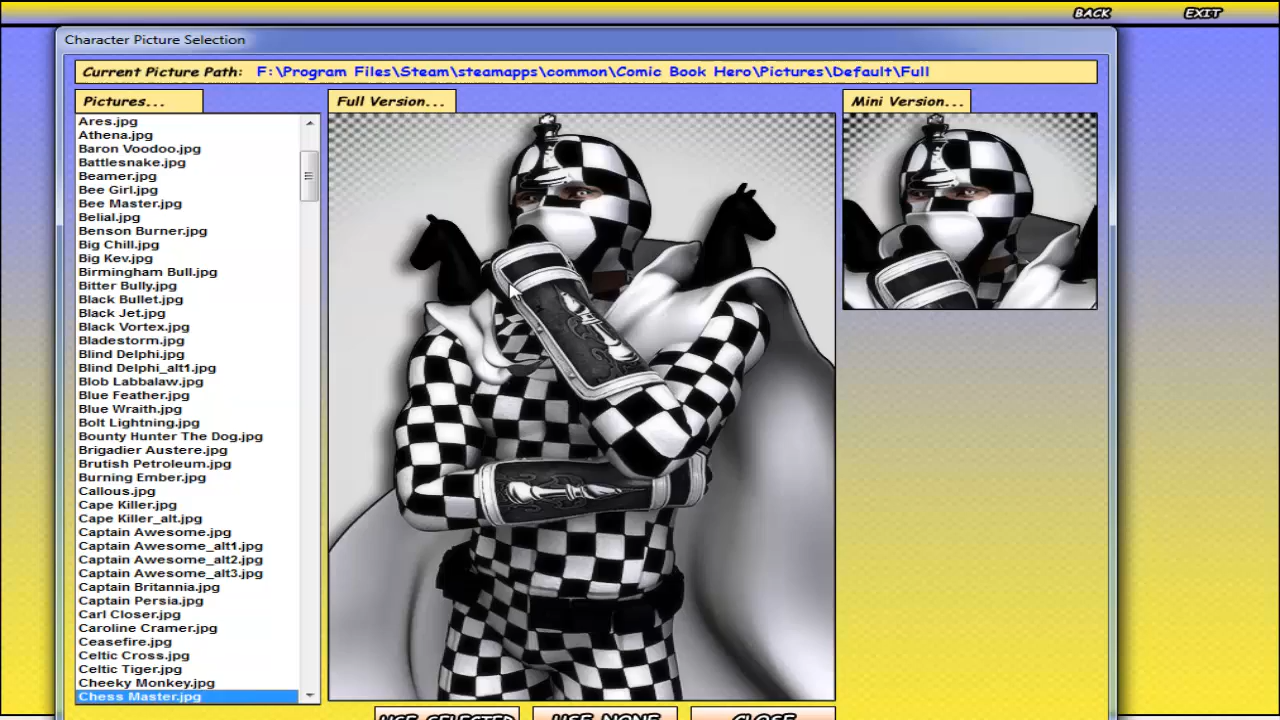 BACK
EXIT
Character Picture Selection
Current Picture Path: F:\Program Files\Steam\steamapps\common\Comic Book Hero\Pictures\Default\Full
Pictures...
Full Version...
Mini Version...
Ares.jpg
Athena.jpg
Baron Voodoo.jpg
Battlesnake.jpg
Beamer.jpg
Bee Girl.jpg
Bee Master.jpg
Belial.jpg
Benson Burner.jpg
Big Chill.jpg
Big Kev.jpg
Birmingham Bull.jpg
Bitter Bully.jpg
Black Bullet.jpg
Black Jet.jpg
Black Vortex.jpg
Bladestorm.jpg
Blind Delphi.jpg
Blind Delphi_alt1.jpg
Blob Labbalaw.jpg
Blue Feather.jpg
Blue Wraith.jpg
Bolt Lightning.jpg
Bounty Hunter The Dog.jpg
Brigadier Austere.jpg
Brutish Petroleum.jpg
Burning Ember.jpg
Callous.jpg
Cape Killer.jpg
Cape Killer_alt.jpg
Captain Awesome.jpg
Captain Awesome_alt1.jpg
Captain Awesome_alt2.jpg
Captain Awesome_alt3.jpg
Captain Britannia.jpg
Captain Persia.jpg
Carl Closer.jpg
Caroline Cramer.jpg
Ceasefire.jpg
Celtic Cross.jpg
Celtic Tiger.jpg
Cheeky Monkey.jpg
Chess Master.jpg
USE SELECTED
USE NONE
CLOSE